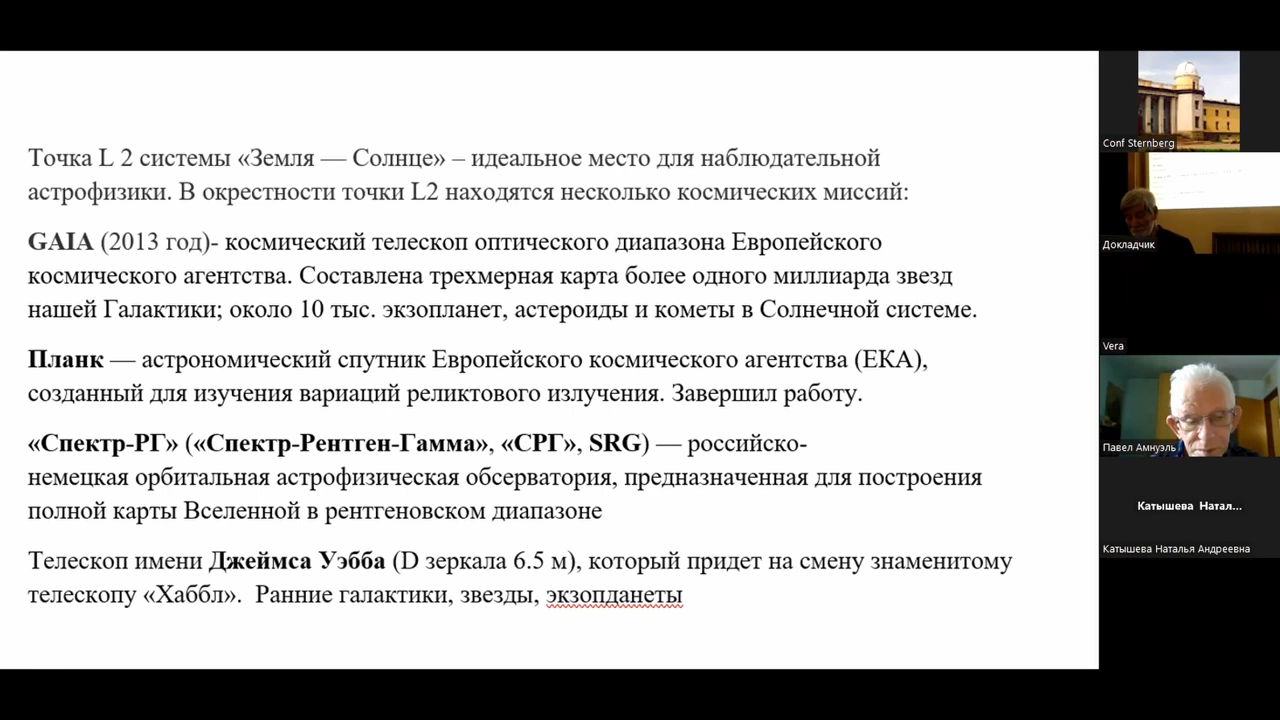 Точка L 2 системы «Земля — Солнце» – идеальное место для наблюдательной
астрофизики. В окрестности точки L2 находятся несколько космических миссий:
GAIA (2013 год)- космический телескоп оптического диапазона Европейского
космического агентства. Составлена трехмерная карта более одного миллиарда звезд
нашей Галактики; около 10 тыс. экзопланет, астероиды и кометы в Солнечной системе.
Планк — астрономический спутник Европейского космического агентства (ЕКА),
созданный для изучения вариаций реликтового излучения. Завершил работу.
«Спектр-РГ» («Спектр-Рентген-Гамма», «СРГ», SRG) — российско-
немецкая орбитальная астрофизическая обсерватория, предназначенная для построения
полной карты Вселенной в рентгеновском диапазоне
Телескоп имени Джеймса Уэбба (D зеркала 6.5 м), который придет на смену знаменитому
телескопу «Хаббл».  Ранние галактики, звезды, экзопданеты
Conf Sternberg
Докладчик
Vera
Павел Амнуэль
Катышева Натал...
Катышева Наталья Андреевна